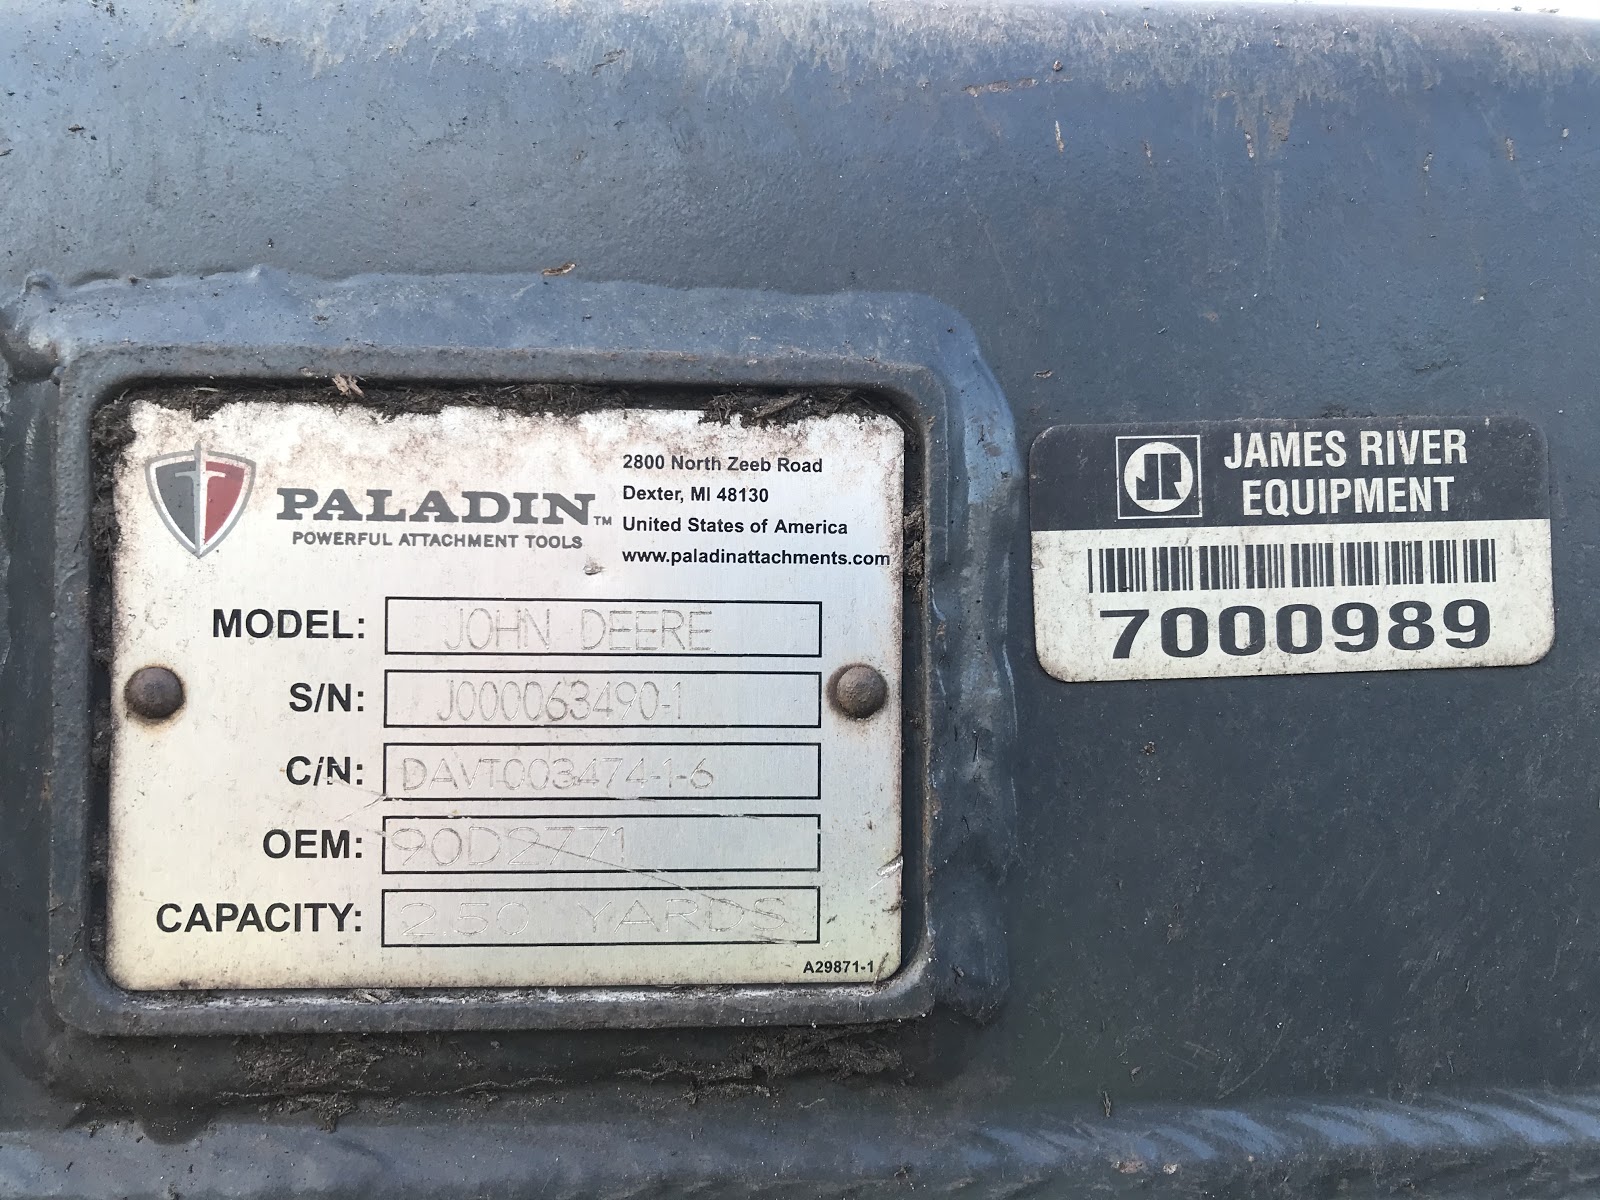 PALADIN™
POWERFUL ATTACHMENT TOOLS
2800 North Zeeb Road
Dexter, MI 48130
United States of America
www.paladinattachments.com
MODEL: JOHN DEERE
S/N: J000063490-1
C/N: DAVT003474-1-6
OEM: 90D2771
CAPACITY: 2.50 YARDS
A29871-1
JR
JAMES RIVER
EQUIPMENT
7000989